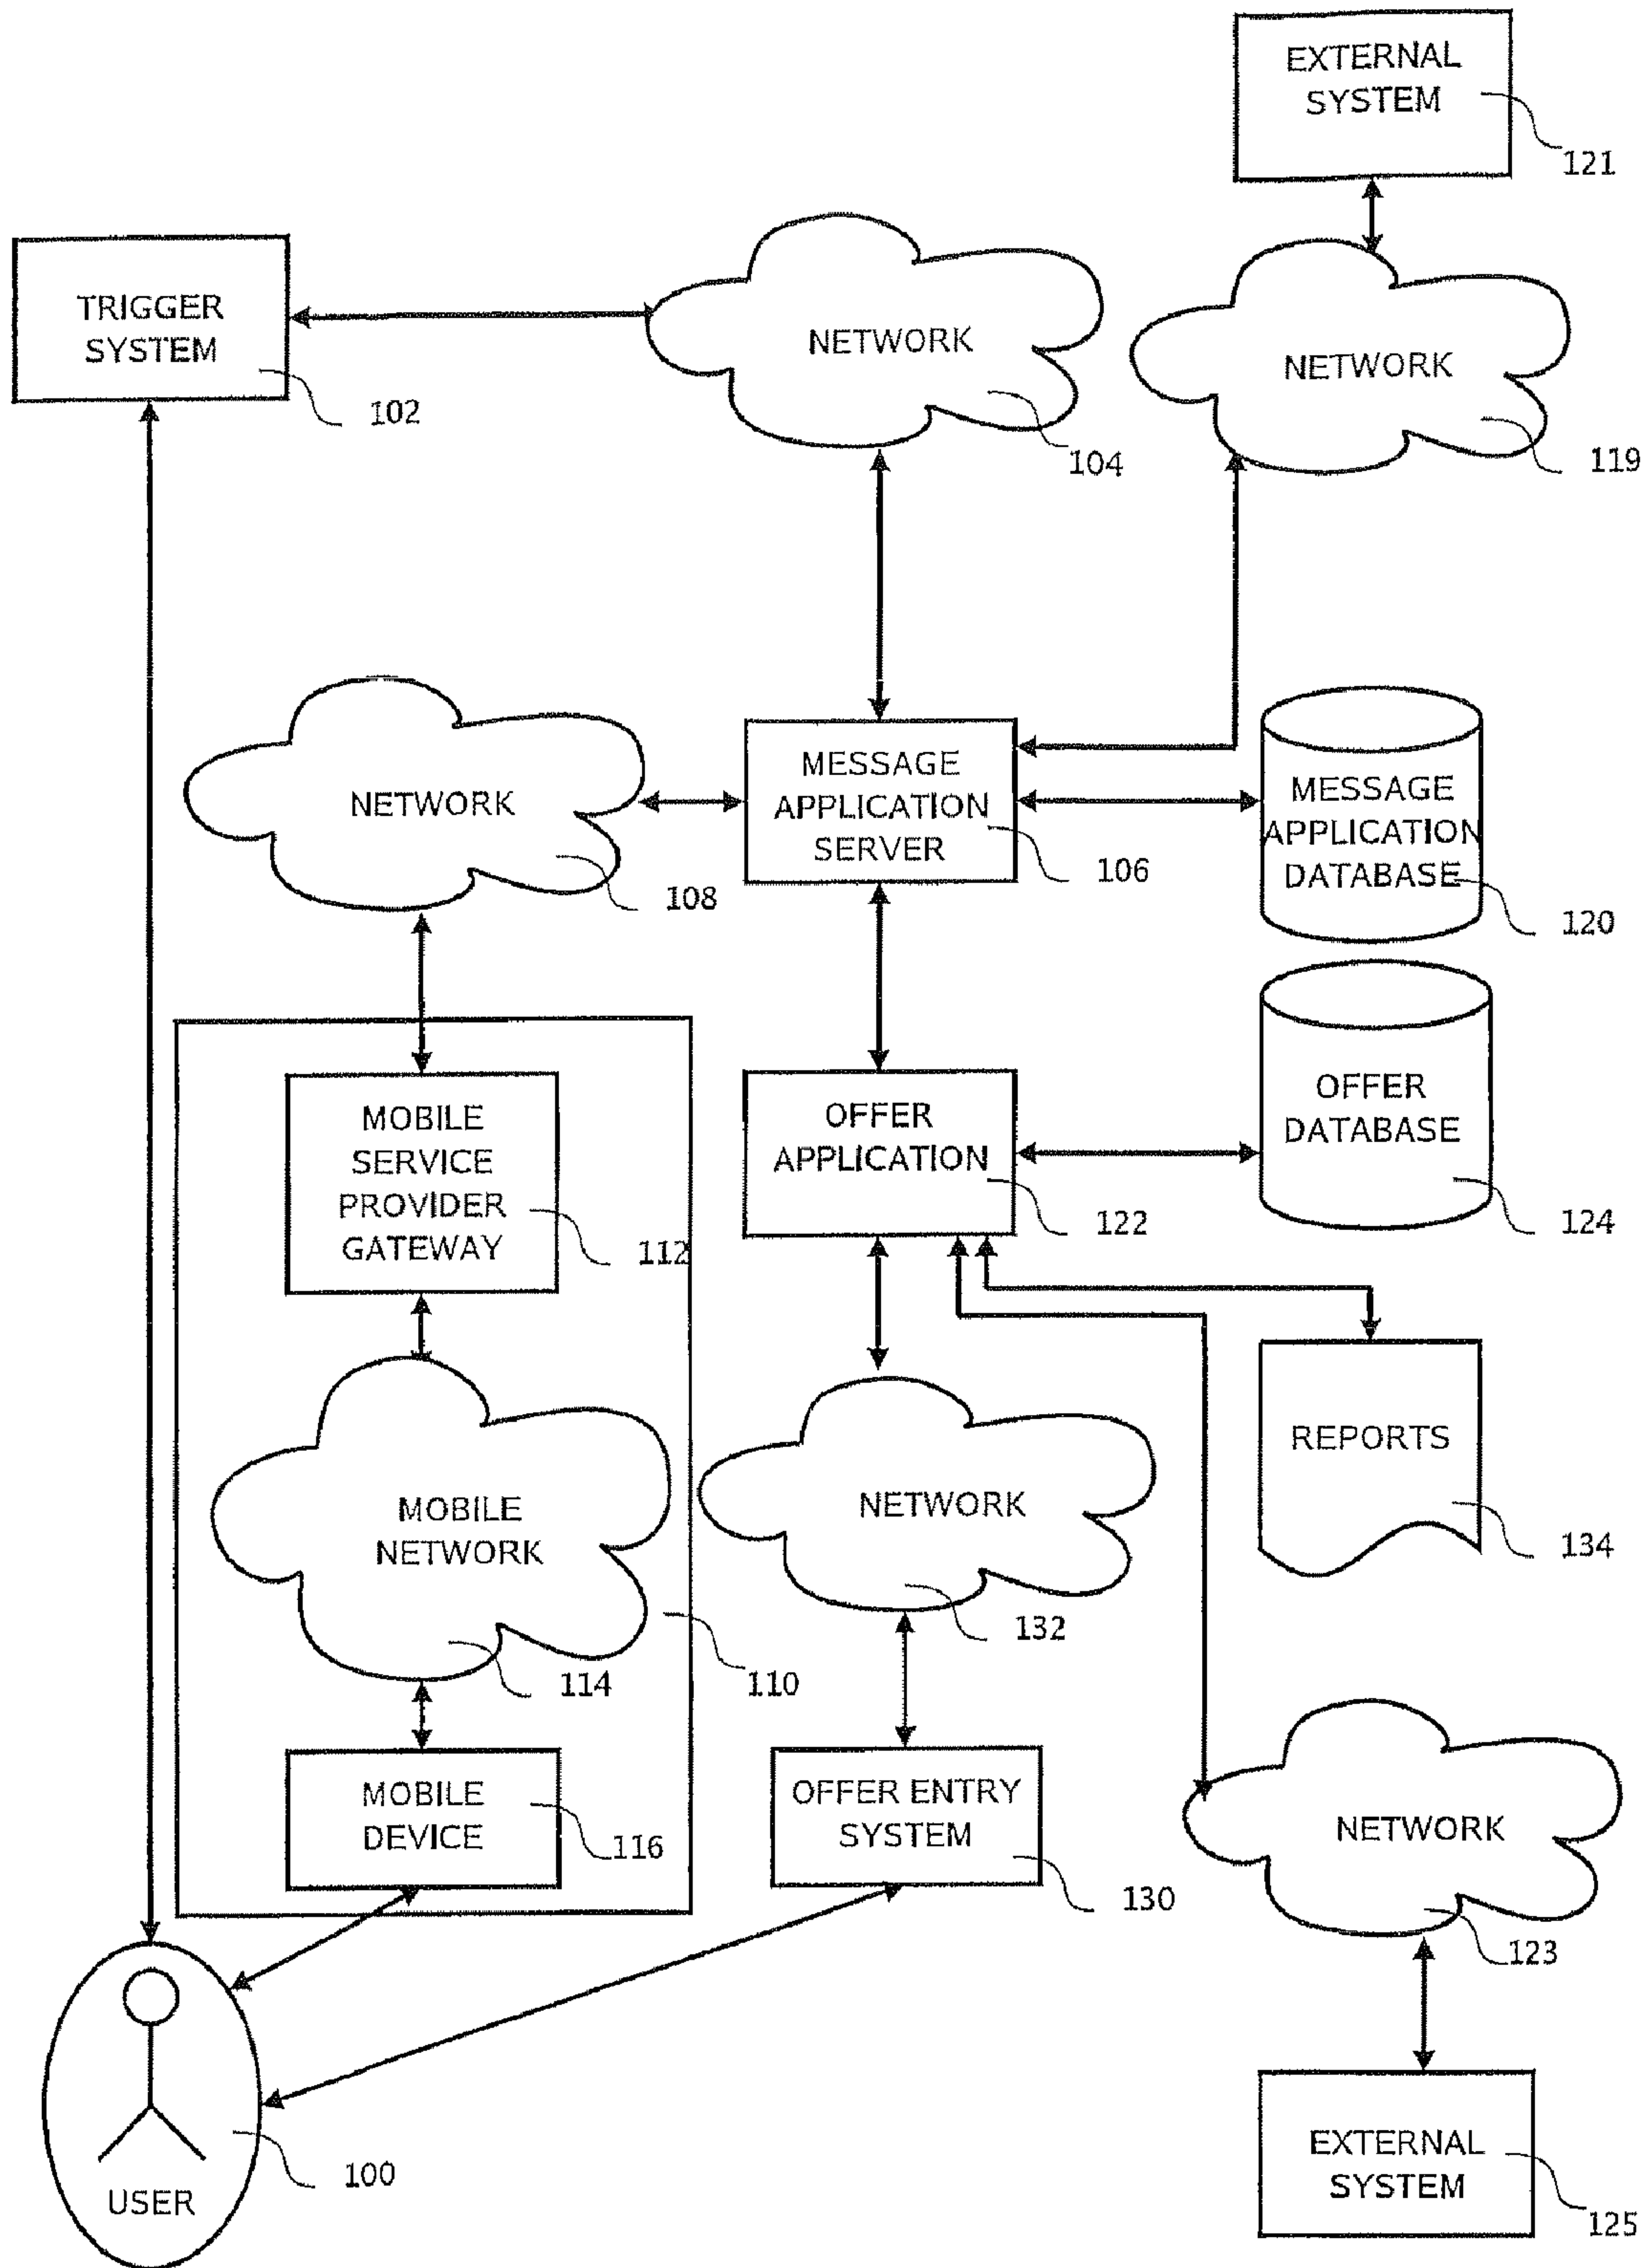 EXTERNAL
SYSTEM
121
TRIGGER
SYSTEM
102
NETWORK
104
NETWORK
119
NETWORK
108
MESSAGE
APPLICATION
SERVER
106
MESSAGE
APPLICATION
DATABASE
120
MOBILE
SERVICE
PROVIDER
GATEWAY
112
OFFER
APPLICATION
122
OFFER
DATABASE
124
MOBILE
NETWORK
114
110
NETWORK
132
REPORTS
134
MOBILE
DEVICE
116
OFFER ENTRY
SYSTEM
130
NETWORK
123
USER
100
EXTERNAL
SYSTEM
125